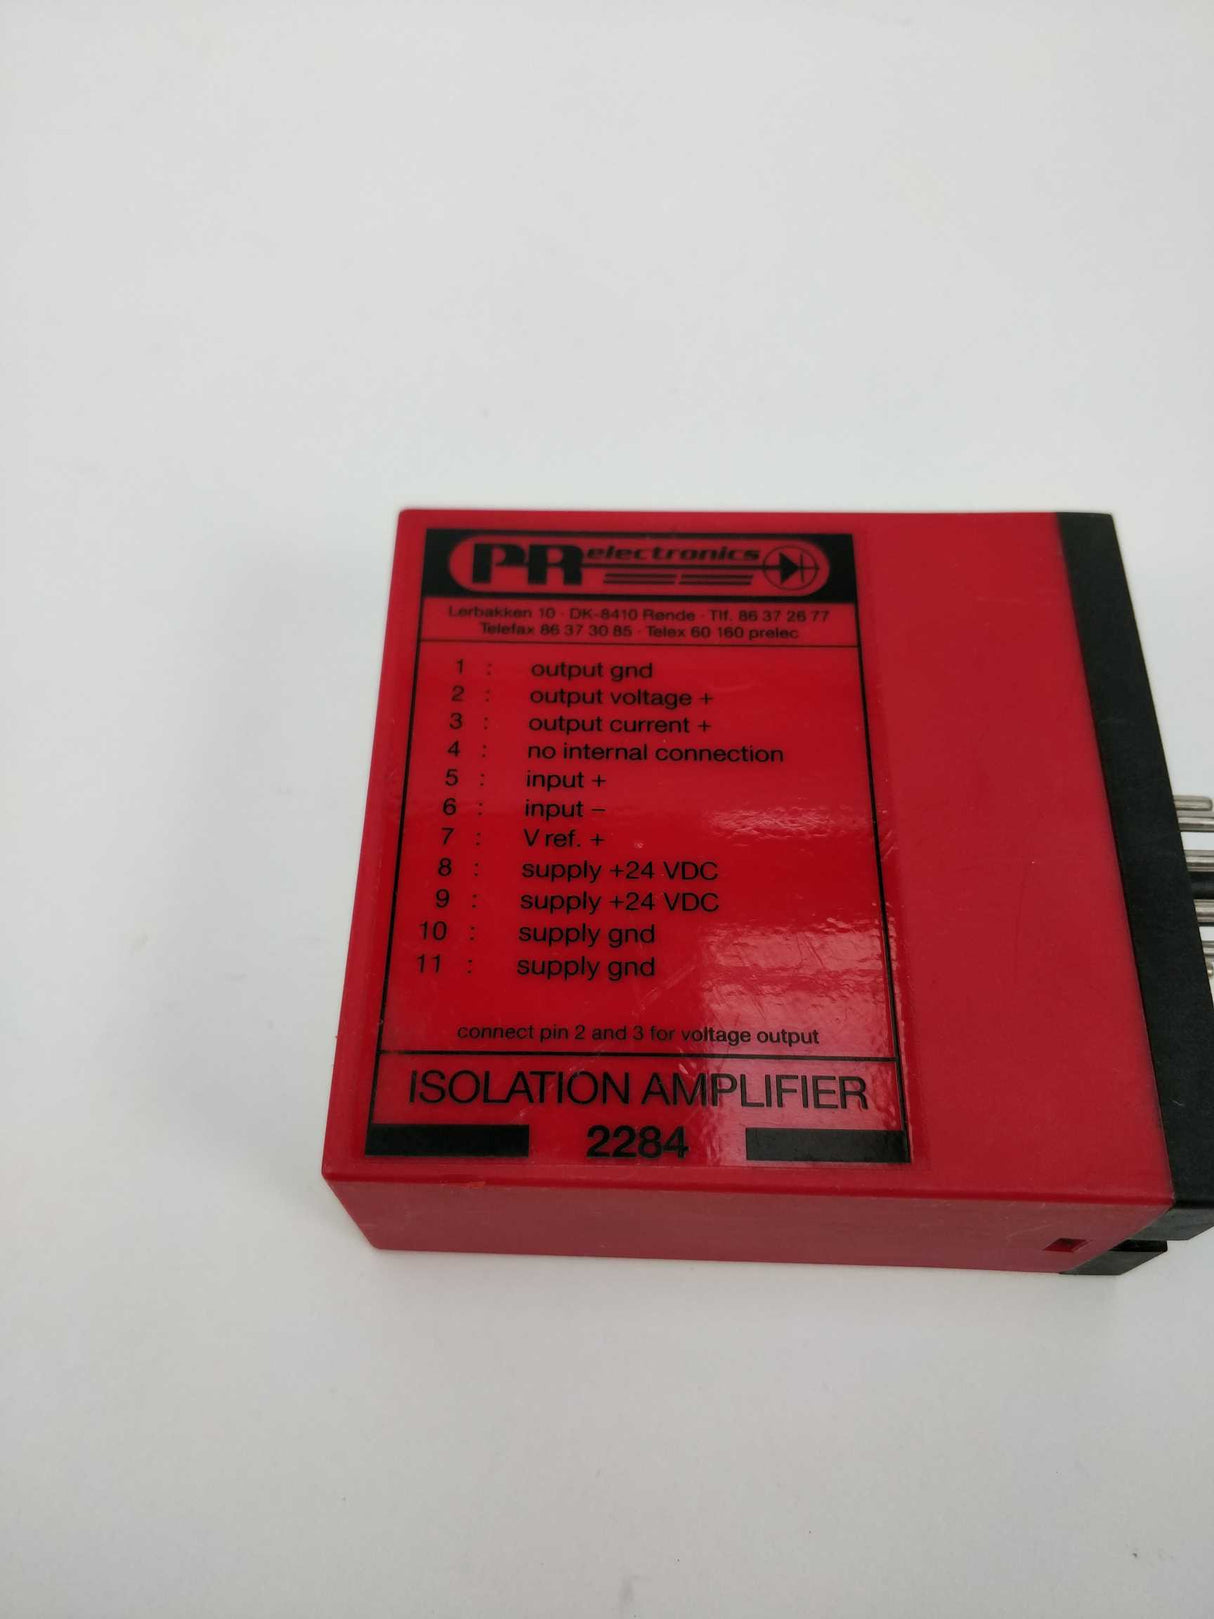 PR electronics
Lerbakken 10 · DK-8410 Rønde · Tlf. 86 37 26 77
Telefax 86 37 30 85 · Telex 60 160 prelec
1 : output gnd
2 : output voltage +
3 : output current +
4 : no internal connection
5 : input +
6 : input –
7 : V ref. +
8 : supply +24 VDC
9 : supply +24 VDC
10 : supply gnd
11 : supply gnd
connect pin 2 and 3 for voltage output
ISOLATION AMPLIFIER
2284